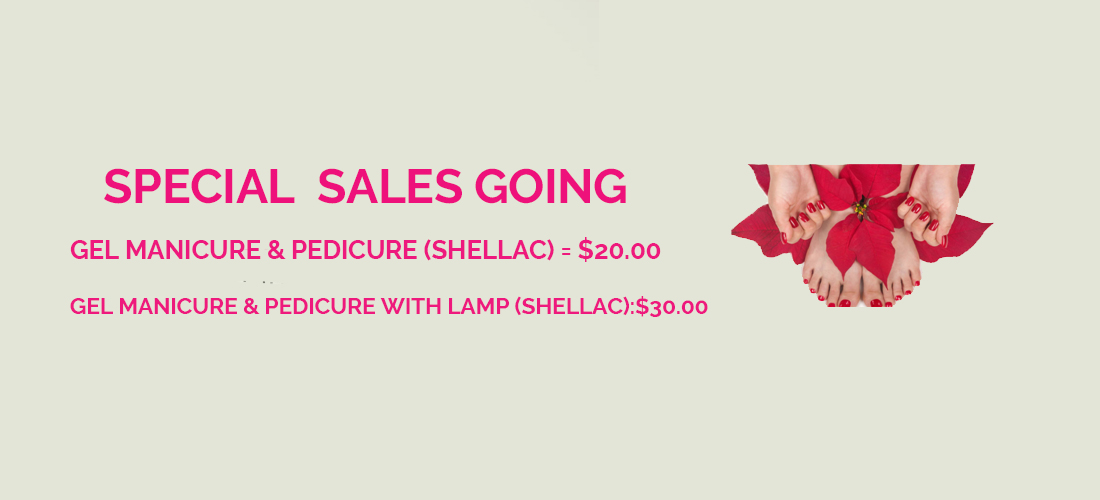 SPECIAL SALES GOING
GEL MANICURE & PEDICURE (SHELLAC) = $20.00
GEL MANICURE & PEDICURE WITH LAMP (SHELLAC):$30.00